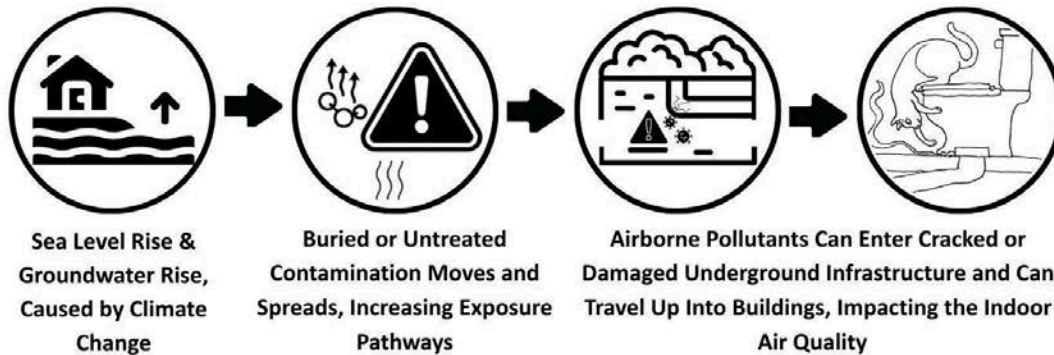 Sea Level Rise &
Groundwater Rise,
Caused by Climate
Change
Buried or Untreated
Contamination Moves and
Spreads, Increasing Exposure
Pathways
Airborne Pollutants Can Enter Cracked or
Damaged Underground Infrastructure and Can
Travel Up Into Buildings, Impacting the Indoor
Air Quality